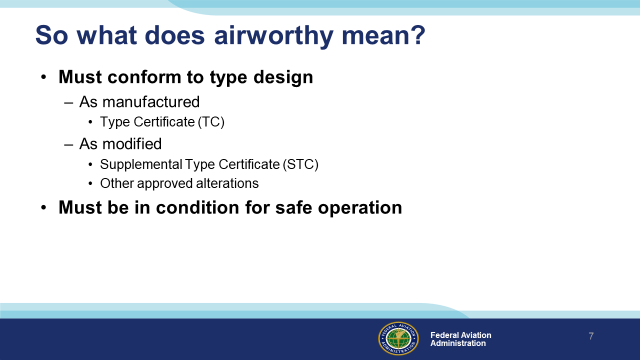 So what does airworthy mean?
• Must conform to type design
– As manufactured
• Type Certificate (TC)
– As modified
• Supplemental Type Certificate (STC)
• Other approved alterations
• Must be in condition for safe operation
Federal Aviation
Administration
7